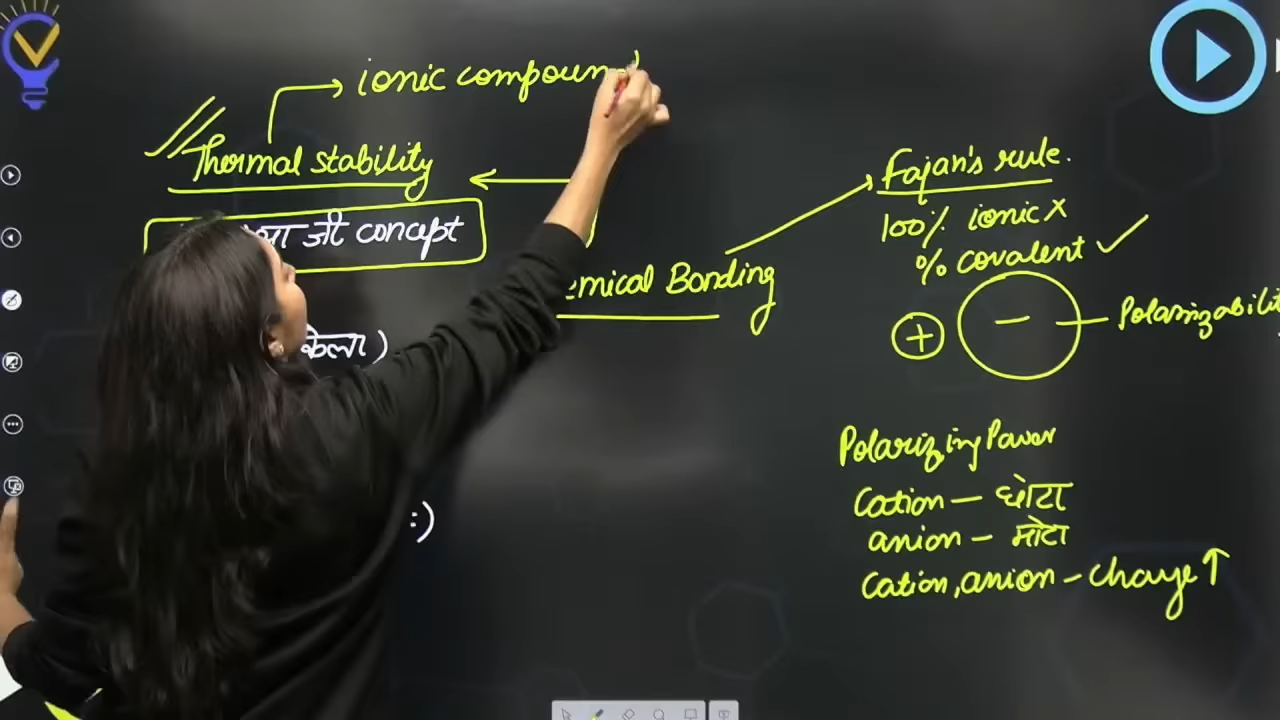 ionic compoun
Thermal stability
जी concept
emical Bonding
Fajan's rule.
100% ionic X
% covalent ✓
+
−
Polarizabili
केला)
Polarizing Power
Cation – छोटा
anion – मोटा
Cation, anion – charge ↑
:)